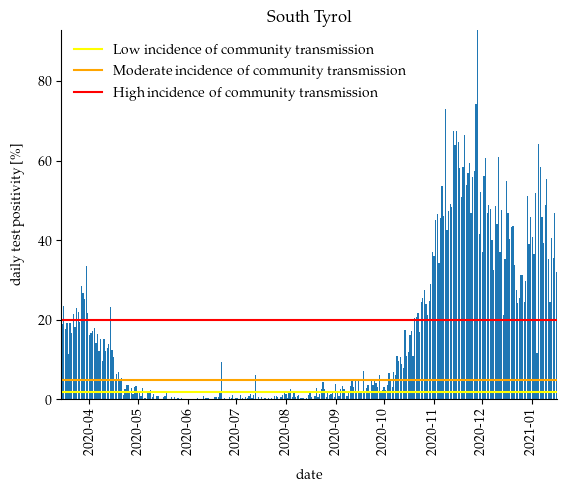 South Tyrol
Low incidence of community transmission
Moderate incidence of community transmission
High incidence of community transmission
daily test positivity [%]
80
60
40
20
0
2020-04
2020-05
2020-06
2020-07
2020-08
2020-09
2020-10
2020-11
2020-12
2021-01
date